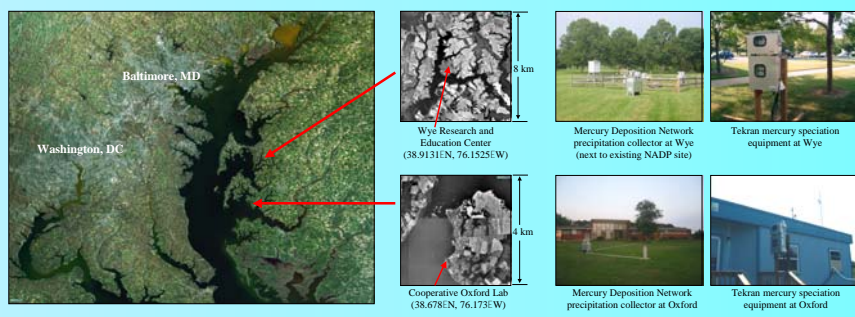 Baltimore, MD
Washington, DC
8 km
Wye Research and
Education Center
(38.9131EN, 76.1525EW)
Mercury Deposition Network
precipitation collector at Wye
(next to existing NADP site)
Tekran mercury speciation
equipment at Wye
4 km
Cooperative Oxford Lab
(38.678EN, 76.173EW)
Mercury Deposition Network
precipitation collector at Oxford
Tekran mercury speciation
equipment at Oxford